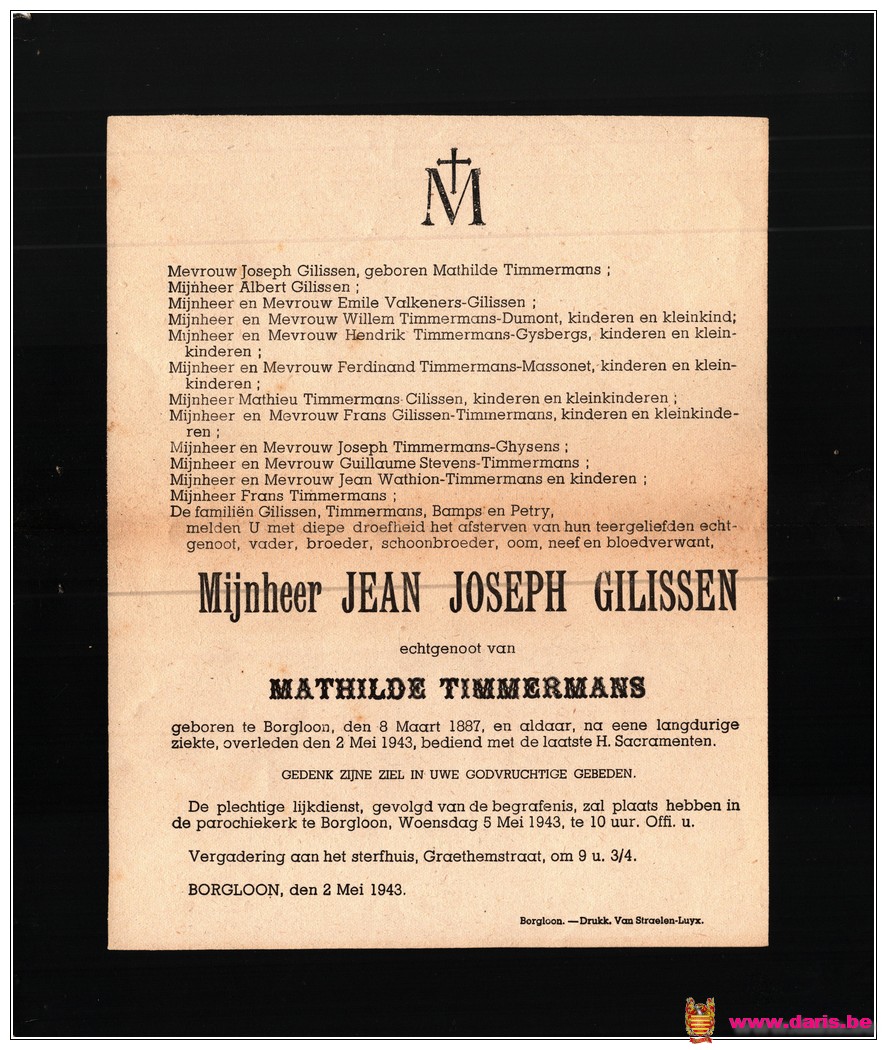 M
Mevrouw Joseph Gilissen, geboren Mathilde Timmermans ;
Mijnheer Albert Gilissen ;
Mijnheer en Mevrouw Emile Valkeners-Gilissen ;
Mijnheer en Mevrouw Willem Timmermans-Dumont, kinderen en kleinkind;
Mijnheer en Mevrouw Hendrik Timmermans-Gysbergs, kinderen en klein-
kinderen ;
Mijnheer en Mevrouw Ferdinand Timmermans-Massonet, kinderen en klein-
kinderen ;
Mijnheer Mathieu Timmermans-Cilissen, kinderen en kleinkinderen ;
Mijnheer en Mevrouw Frans Gilissen-Timmermans, kinderen en kleinkinde-
ren ;
Mijnheer en Mevrouw Joseph Timmermans-Ghysens ;
Mijnheer en Mevrouw Guillaume Stevens-Timmermans ;
Mijnheer en Mevrouw Jean Wathion-Timmermans en kinderen ;
Mijnheer Frans Timmermans ;
De familiën Gilissen, Timmermans, Bamps en Petry,
melden U met diepe droefheid het afsterven van hun teergeliefden echt-
genoot, vader, broeder, schoonbroeder, oom, neef en bloedverwant,
Mijnheer JEAN JOSEPH GILISSEN
echtgenoot van
MATHILDE TIMMERMANS
geboren te Borgloon, den 8 Maart 1887, en aldaar, na eene langdurige
ziekte, overleden den 2 Mei 1943, bediend met de laatste H. Sacramenten.
GEDENK ZIJNE ZIEL IN UWE GODVRUCHTIGE GEBEDEN.
De plechtige lijkdienst, gevolgd van de begrafenis, zal plaats hebben in
de parochiekerk te Borgloon, Woensdag 5 Mei 1943, te 10 uur. Offi. u.
Vergadering aan het sterfhuis, Graethemstraat, om 9 u. 3/4.
BORGLOON, den 2 Mei 1943.
Borgloon. — Drukk. Van Straelen-Luyx.
www.daris.be